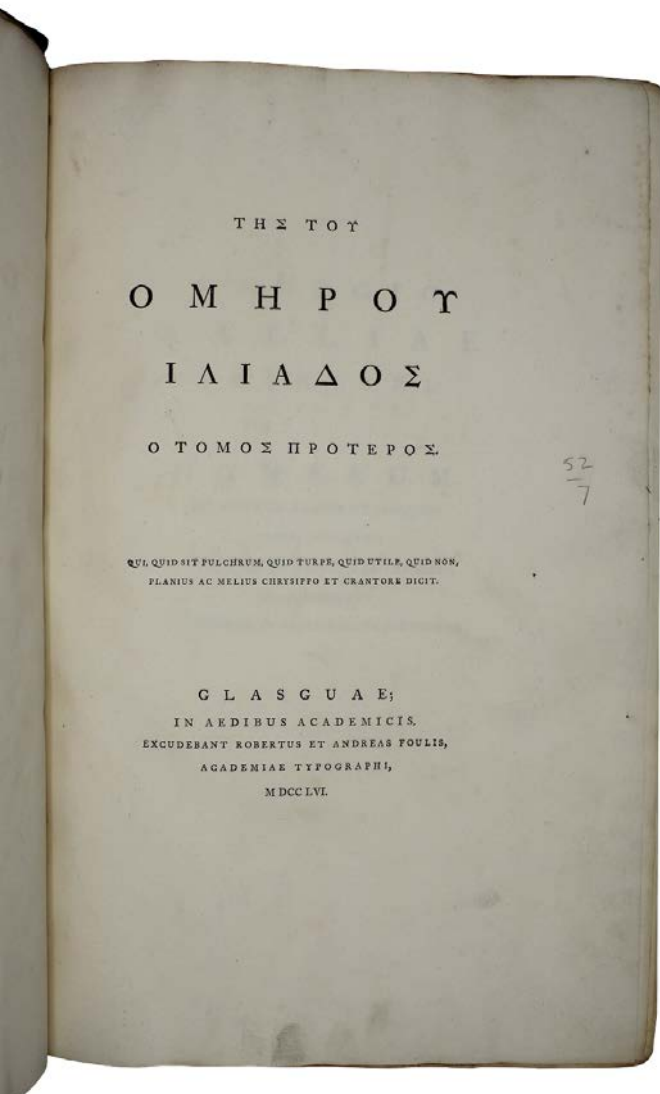 ΤΗΣ ΤΟΥ
ΟΜΗΡΟΥ
ΙΛΙΑΔΟΣ
Ο ΤΟΜΟΣ ΠΡΟΤΕΡΟΣ.
QUI, QUID SIT PULCHRUM, QUID TURPE, QUID UTILE, QUID NON,
PLANIUS AC MELIUS CHRYSIPPO ET CRANTORE DICIT.
GLASGUAE;
IN AEDIBUS ACADEMICIS,
EXCUDEBANT ROBERTUS ET ANDREAS FOULIS,
ACADEMIAE TYPOGRAPHI,
M DCC LVI.
52
7